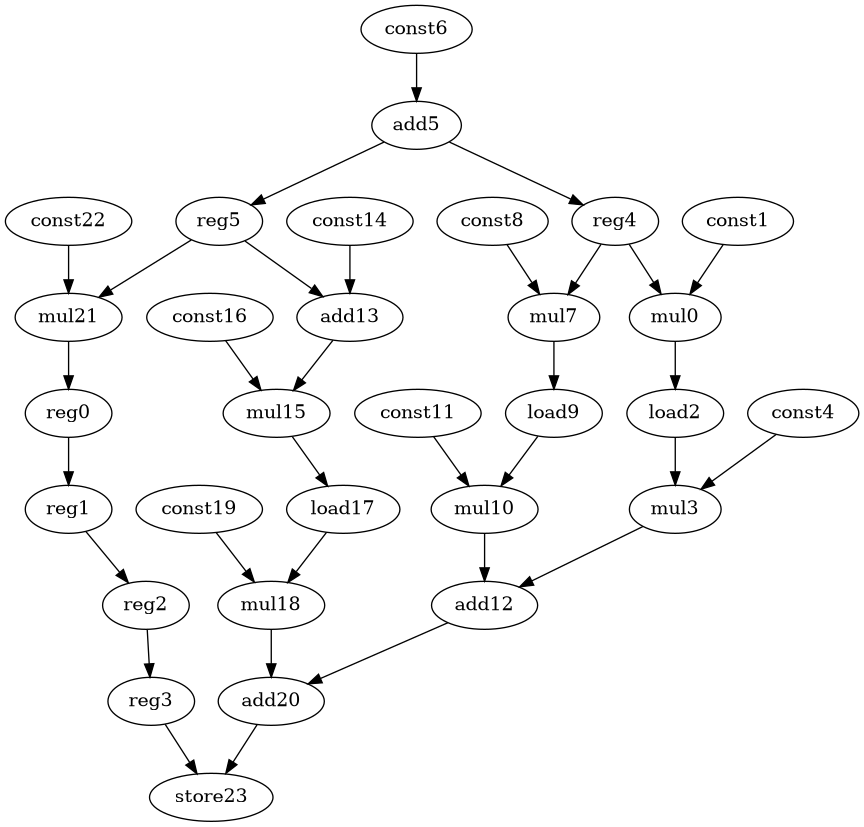 const6
add5
const22
reg5
const14
const8
reg4
const1
mul21
const16
add13
mul7
mul0
reg0
mul15
const11
load9
load2
const4
reg1
const19
load17
mul10
mul3
reg2
mul18
add12
reg3
add20
store23